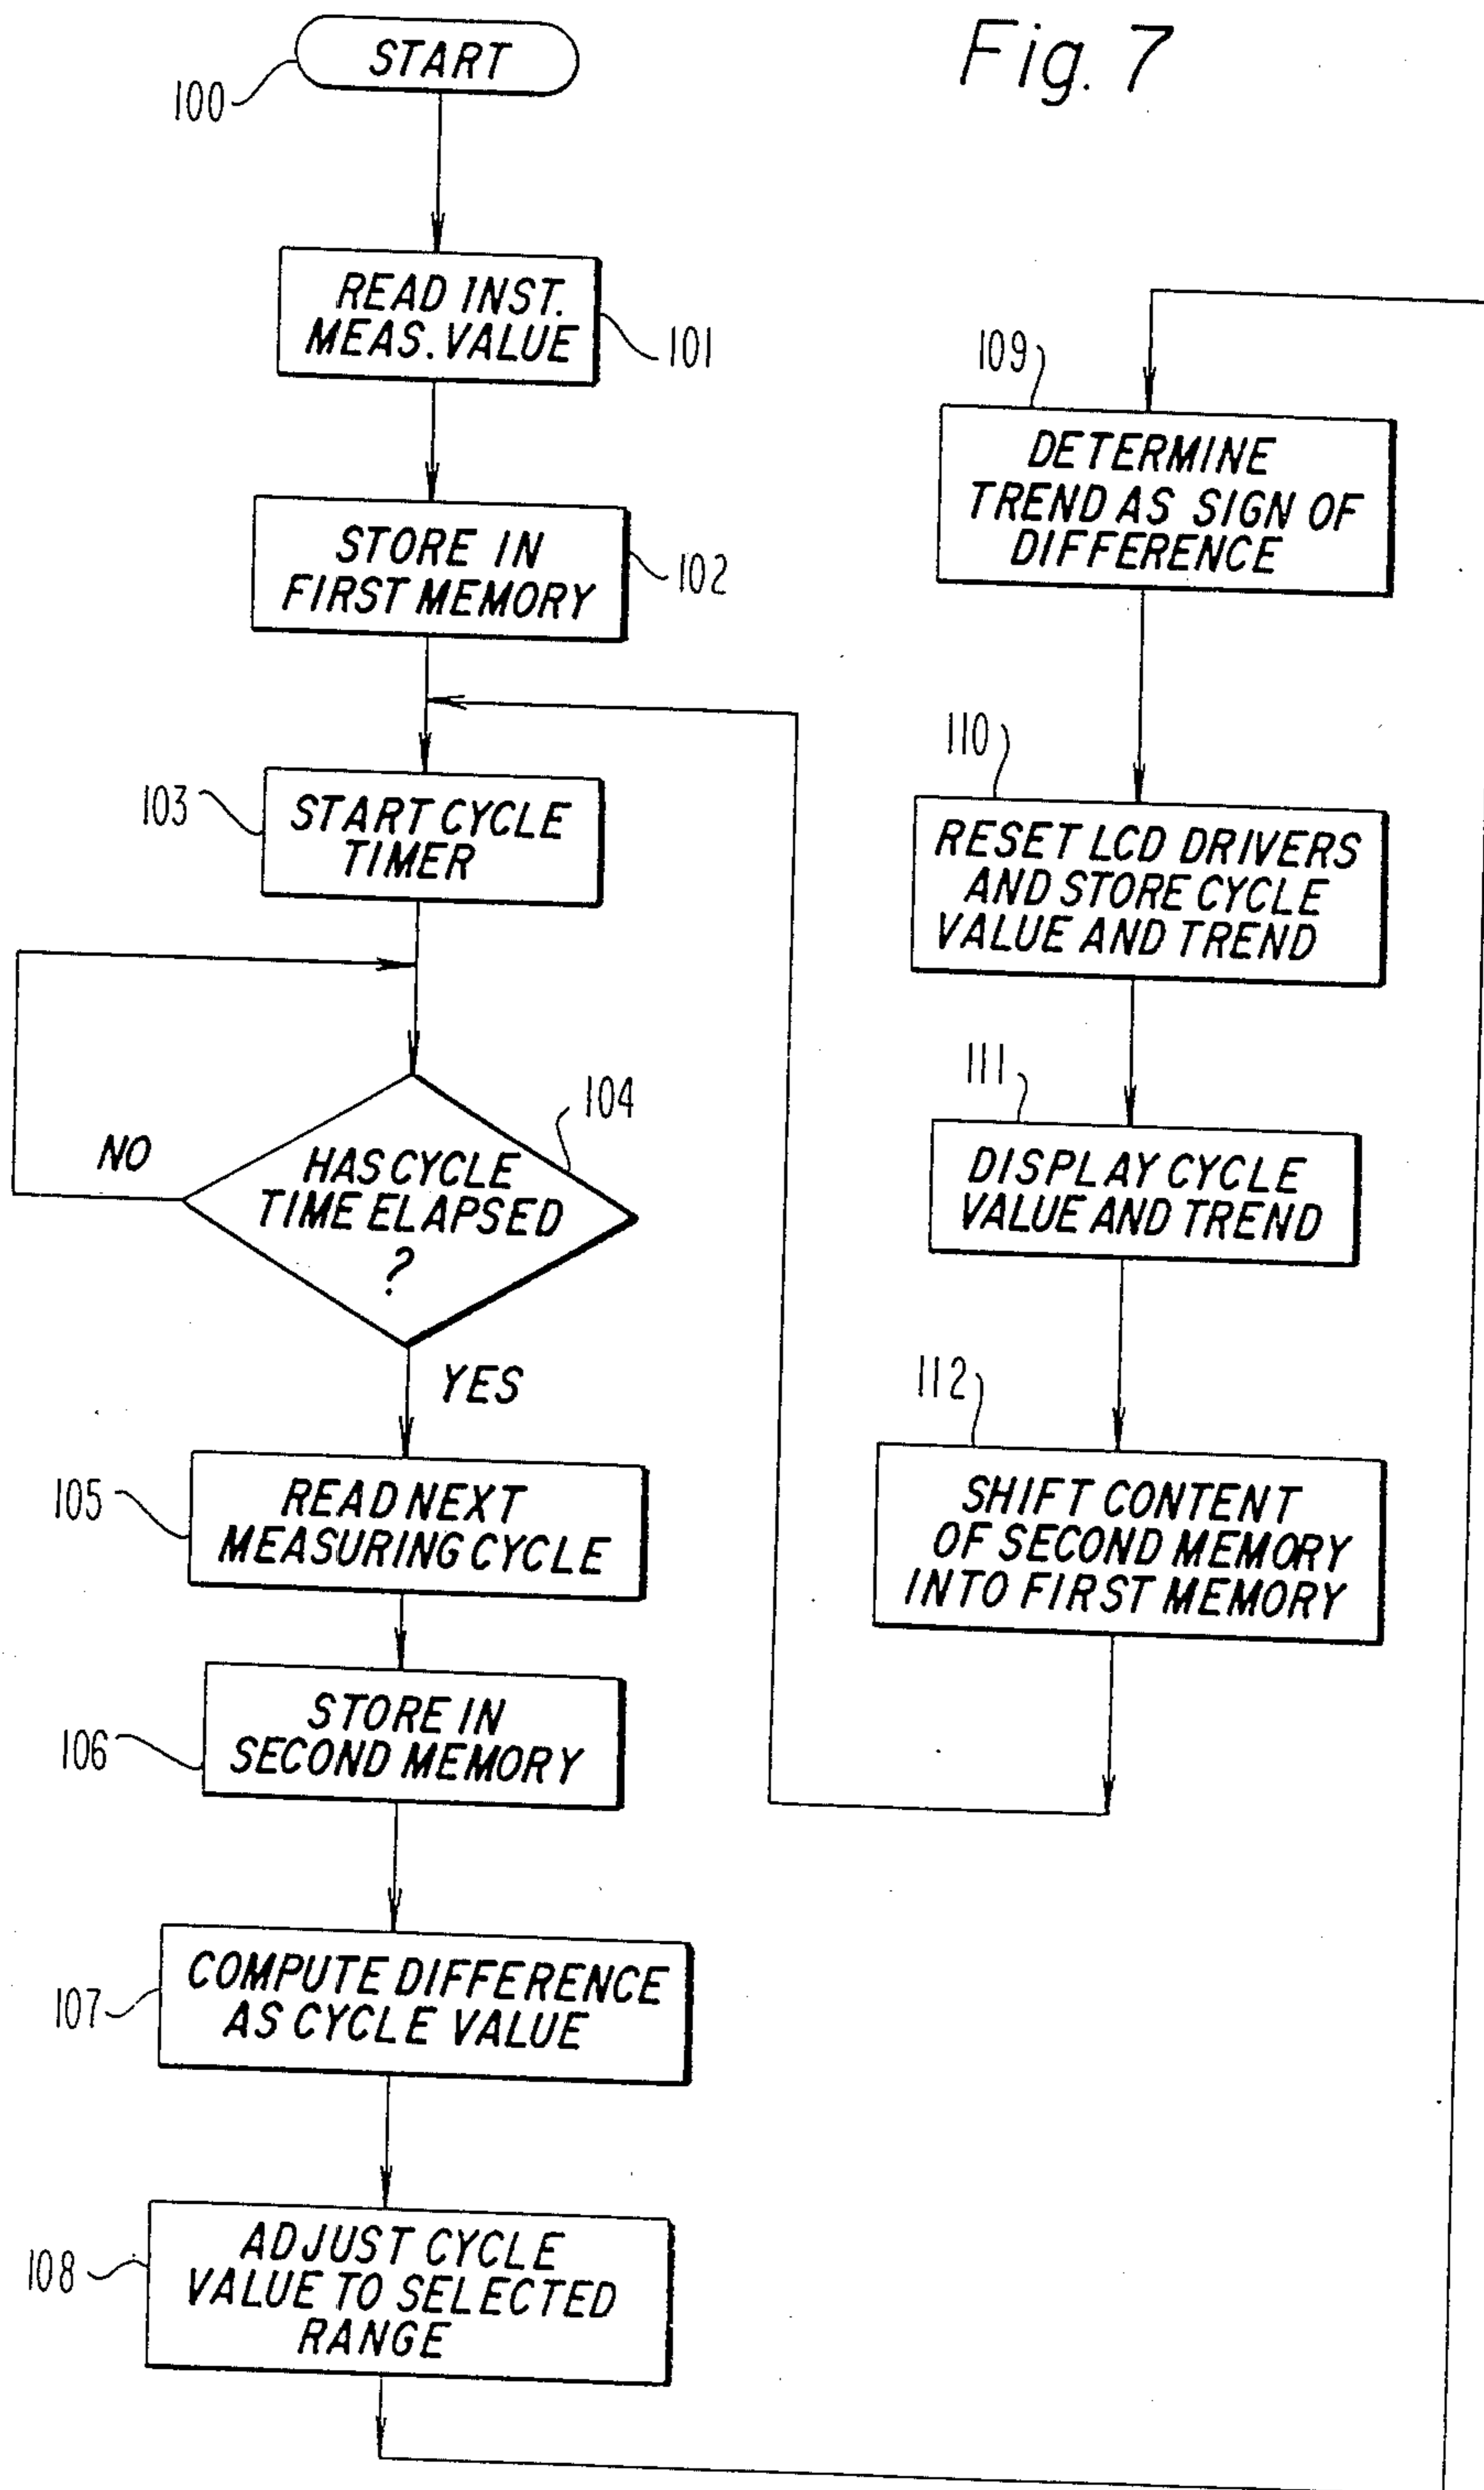 Fig. 7
START
100
READ INST.
MEAS. VALUE
101
STORE IN
FIRST MEMORY
102
103
START CYCLE
TIMER
104
NO
HAS CYCLE
TIME ELAPSED
?
YES
105
READ NEXT
MEASURING CYCLE
106
STORE IN
SECOND MEMORY
107
COMPUTE DIFFERENCE
AS CYCLE VALUE
108
ADJUST CYCLE
VALUE TO SELECTED
RANGE
109
DETERMINE
TREND AS SIGN OF
DIFFERENCE
110
RESET LCD DRIVERS
AND STORE CYCLE
VALUE AND TREND
111
DISPLAY CYCLE
VALUE AND TREND
112
SHIFT CONTENT
OF SECOND MEMORY
INTO FIRST MEMORY